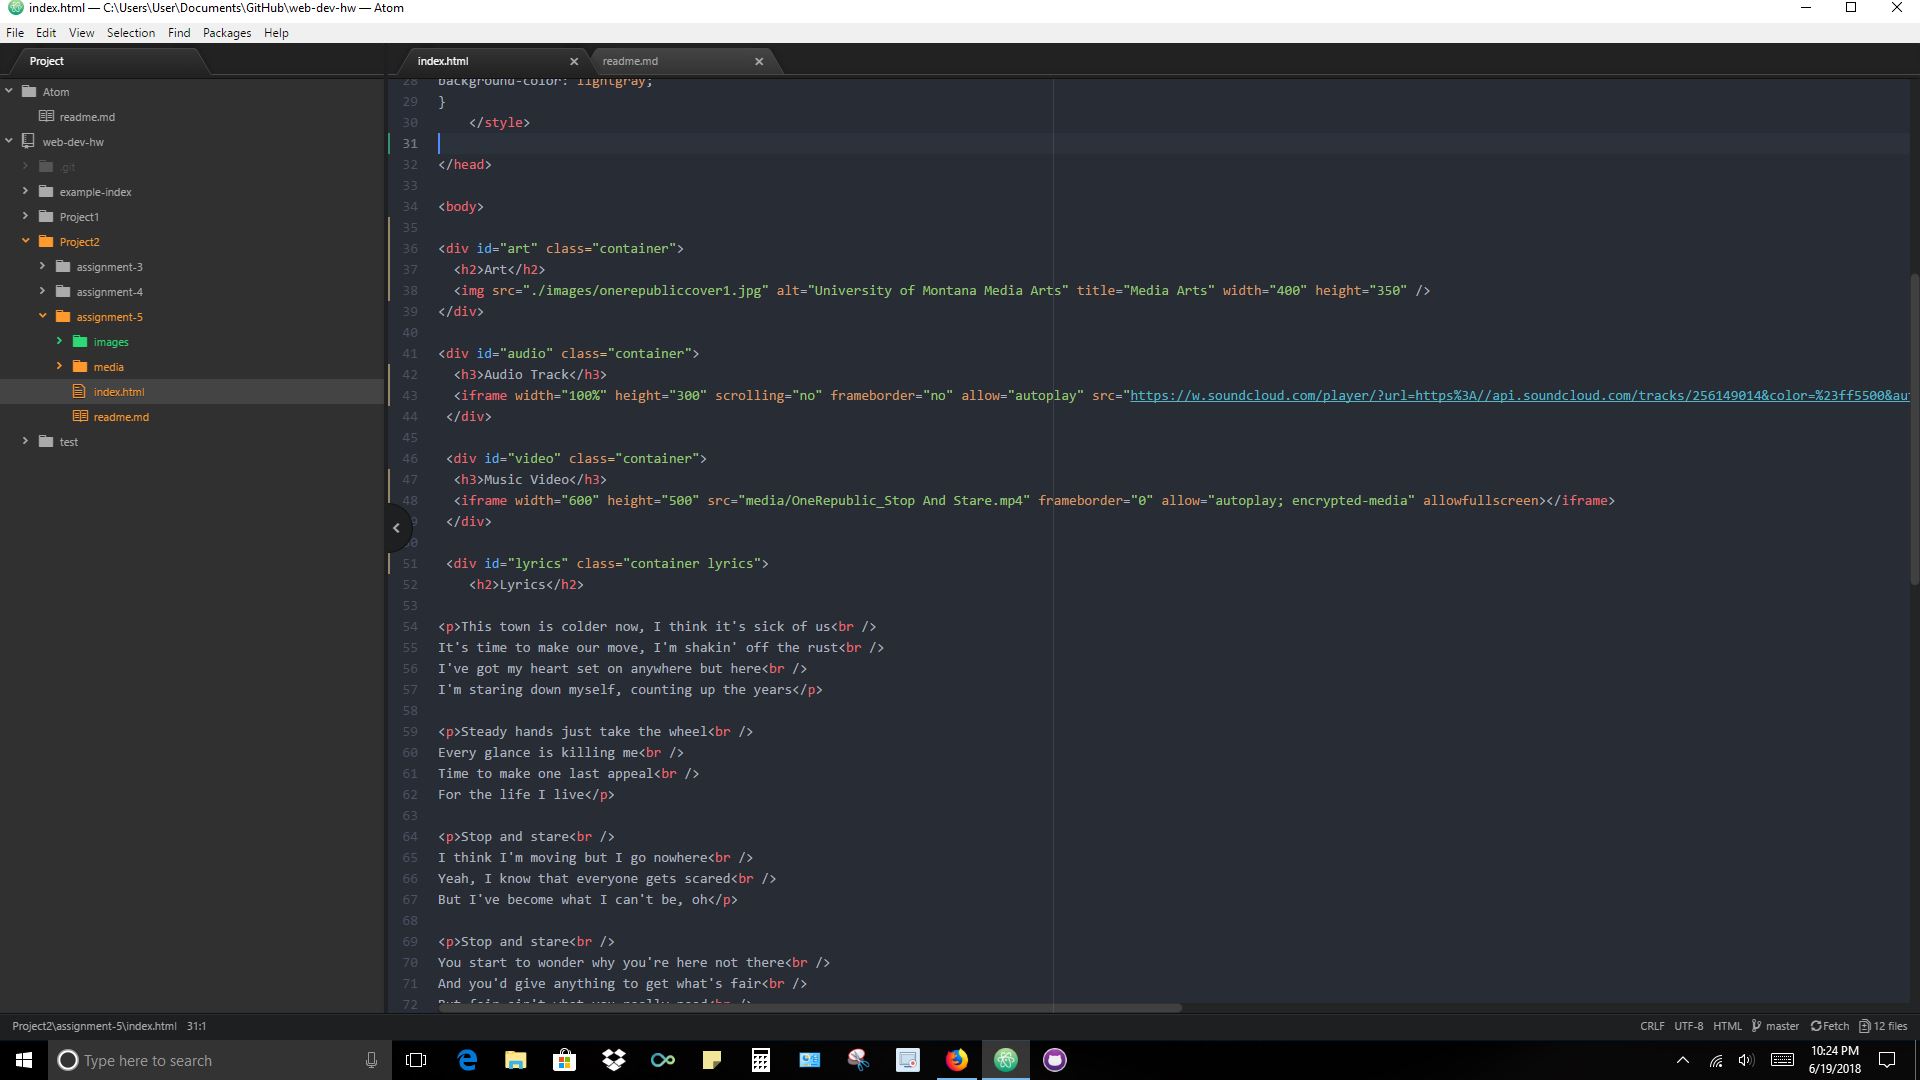 index.html — C:\Users\User\Documents\GitHub\web-dev-hw — Atom
File Edit View Selection Find Packages Help
Project
index.html
readme.md
Atom
readme.md
web-dev-hw
.git
example-index
Project1
Project2
assignment-3
assignment-4
assignment-5
images
media
index.html
readme.md
test
28 background-color: lightgray;
29 }
30 </style>
31
32 </head>
33
34 <body>
35
36 <div id="art" class="container">
37 <h2>Art</h2>
38 <img src="./images/onerepubliccover1.jpg" alt="University of Montana Media Arts" title="Media Arts" width="400" height="350" />
39 </div>
40
41 <div id="audio" class="container">
42 <h3>Audio Track</h3>
43 <iframe width="100%" height="300" scrolling="no" frameborder="no" allow="autoplay" src="https://w.soundcloud.com/player/?url=https%3A//api.soundcloud.com/tracks/256149014&color=%23ff5500&au
44 </div>
45
46 <div id="video" class="container">
47 <h3>Music Video</h3>
48 <iframe width="600" height="500" src="media/OneRepublic_Stop And Stare.mp4" frameborder="0" allow="autoplay; encrypted-media" allowfullscreen></iframe>
9 </div>
0
51 <div id="lyrics" class="container lyrics">
52 <h2>Lyrics</h2>
53
54 <p>This town is colder now, I think it's sick of us<br />
55 It's time to make our move, I'm shakin' off the rust<br />
56 I've got my heart set on anywhere but here<br />
57 I'm staring down myself, counting up the years</p>
58
59 <p>Steady hands just take the wheel<br />
60 Every glance is killing me<br />
61 Time to make one last appeal<br />
62 For the life I live</p>
63
64 <p>Stop and stare<br />
65 I think I'm moving but I go nowhere<br />
66 Yeah, I know that everyone gets scared<br />
67 But I've become what I can't be, oh</p>
68
69 <p>Stop and stare<br />
70 You start to wonder why you're here not there<br />
71 And you'd give anything to get what's fair<br />
72 But fair ain't what you really need<br />
Project2\assignment-5\index.html 31:1
CRLF UTF-8 HTML master Fetch 12 files
Type here to search
10:24 PM
6/19/2018